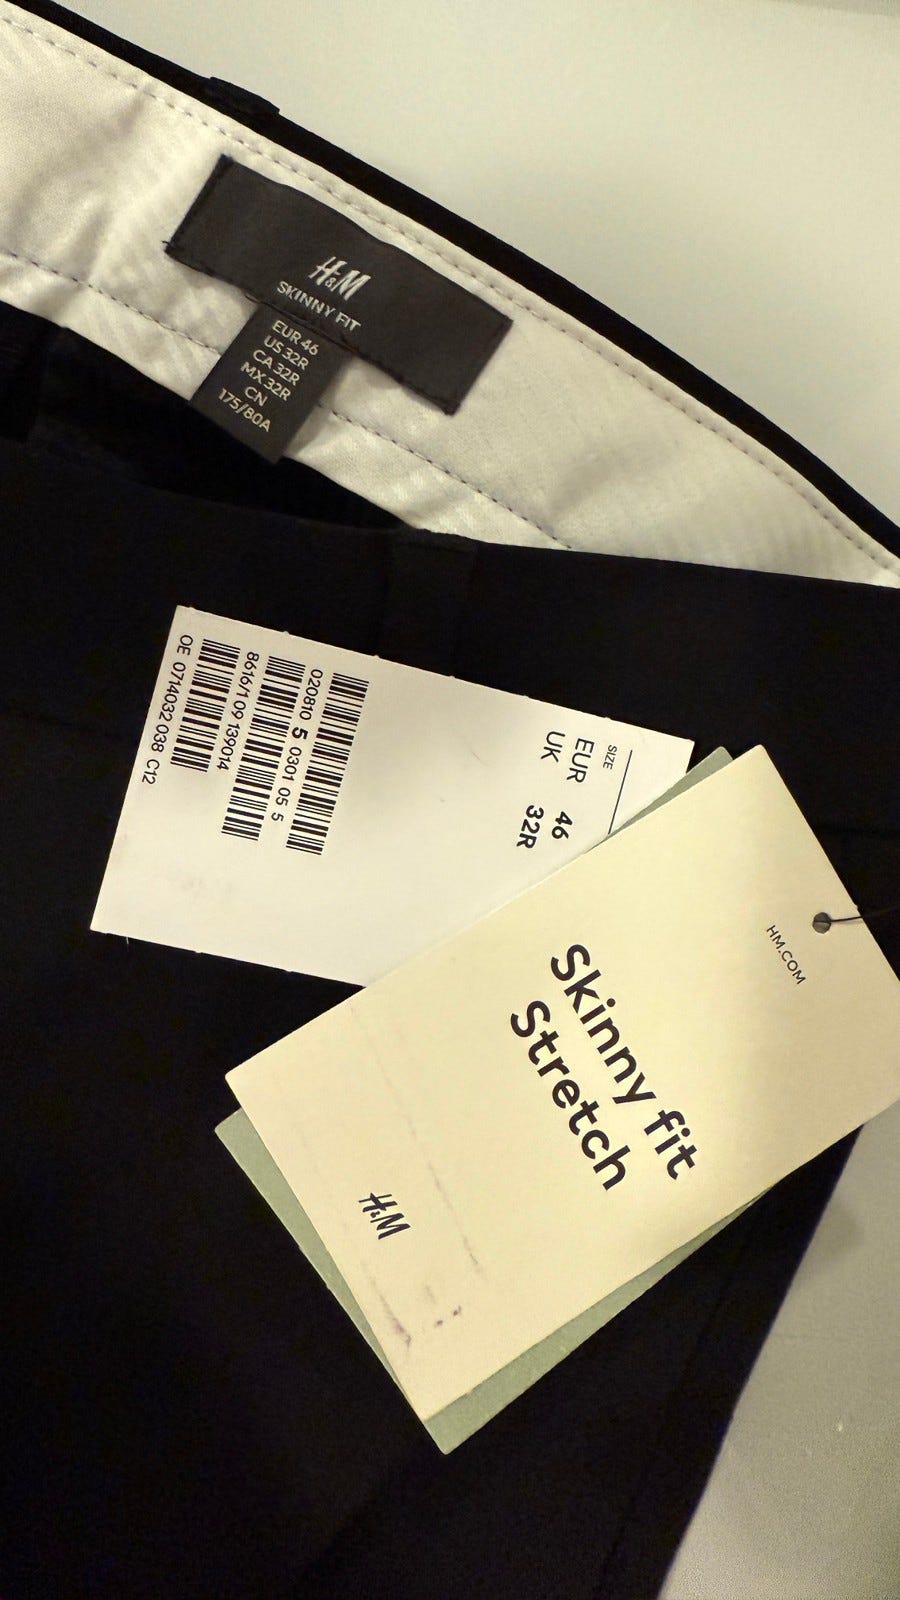 H&M
SKINNY FIT
EUR 46
US 32R
CA 32R
MX 32R
CN
175/80A
SIZE
EUR 46
UK 32R
020810 5 0301 05 5
8616/1 09 139014
OE 0714032 038 C12
HM.COM
Skinny fit
Stretch
H&M